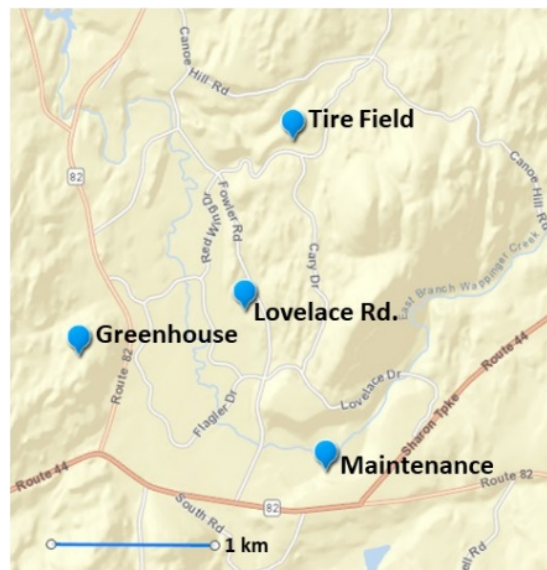 Canoe Hill Rd
Tire Field
82
Canoe Hill Rd
Fowler Rd
Red Wing Dr
Cary Dr
East Branch Wappinger Creek
Lovelace Rd.
Greenhouse
Route 82
Route 44
Lovelace Dr
Flagler Dr
Sharon Tpke
Maintenance
Route 44
Route 82
82
South Rd
ell Rd
1 km